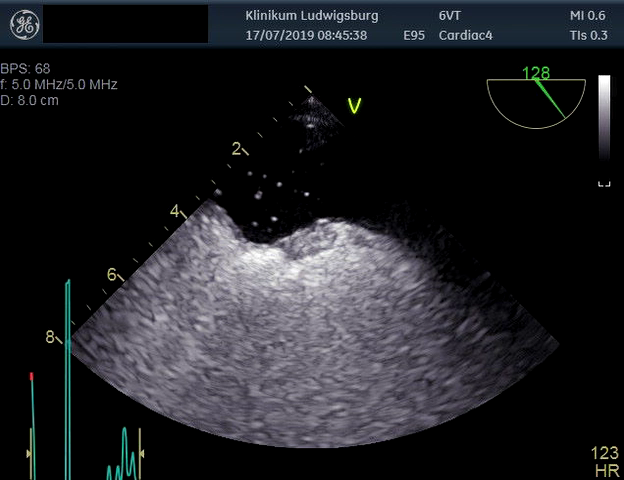 Klinikum Ludwigsburg 6VT MI 0.6
17/07/2019 08:45:38 E95 Cardiac4 TIs 0.3
BPS: 68
f: 5.0 MHz/5.0 MHz
D: 8.0 cm
128
V
2
4
6
8
123
HR